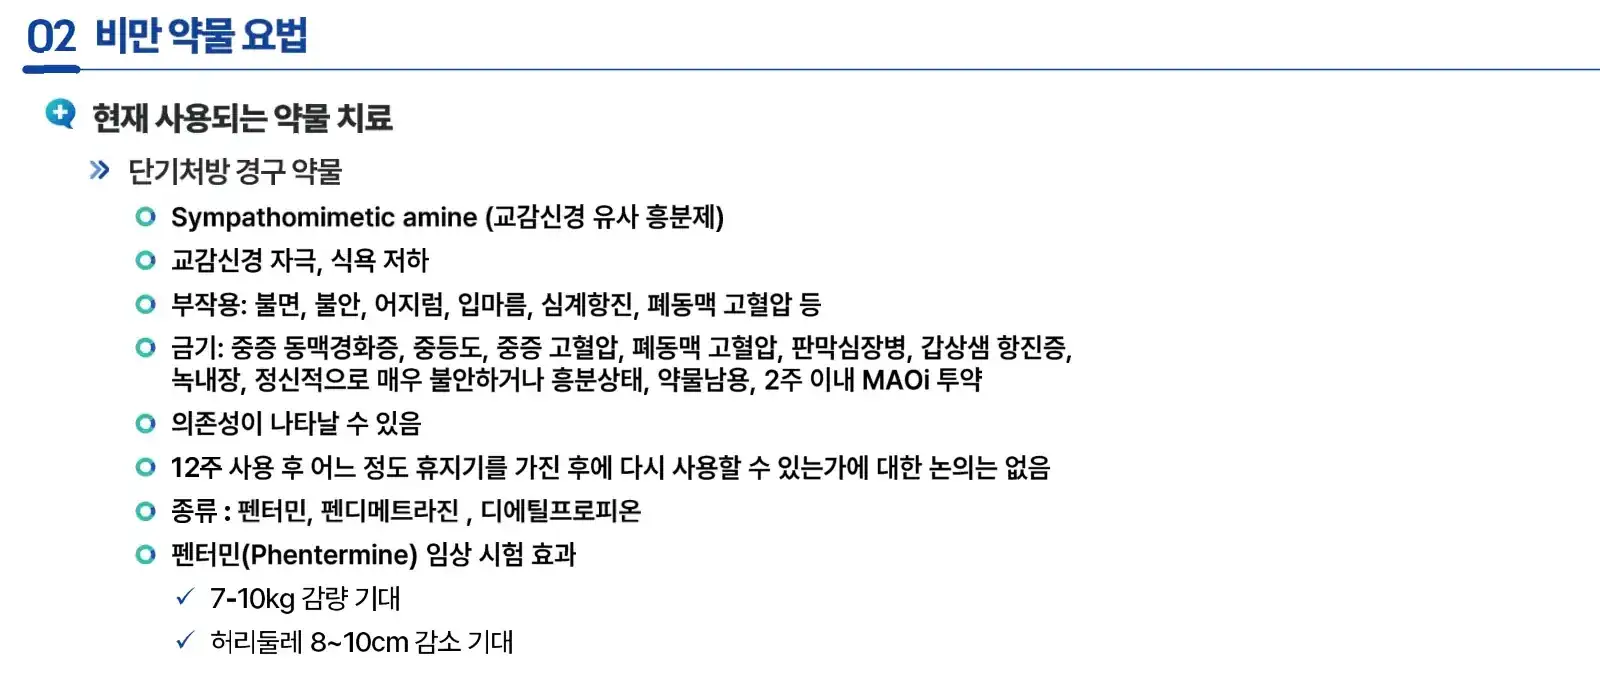 02 비만 약물 요법
현재 사용되는 약물 치료
단기처방 경구 약물
Sympathomimetic amine (교감신경 유사 흥분제)
교감신경 자극, 식욕 저하
부작용: 불면, 불안, 어지럼, 입마름, 심계항진, 폐동맥 고혈압 등
금기: 중증 동맥경화증, 중등도, 중증 고혈압, 폐동맥 고혈압, 판막심장병, 갑상샘 항진증,
녹내장, 정신적으로 매우 불안하거나 흥분상태, 약물남용, 2주 이내 MAOi 투약
의존성이 나타날 수 있음
12주 사용 후 어느 정도 휴지기를 가진 후에 다시 사용할 수 있는가에 대한 논의는 없음
종류 : 펜터민, 펜디메트라진 , 디에틸프로피온
펜터민(Phentermine) 임상 시험 효과
✓ 7-10kg 감량 기대
✓ 허리둘레 8~10cm 감소 기대